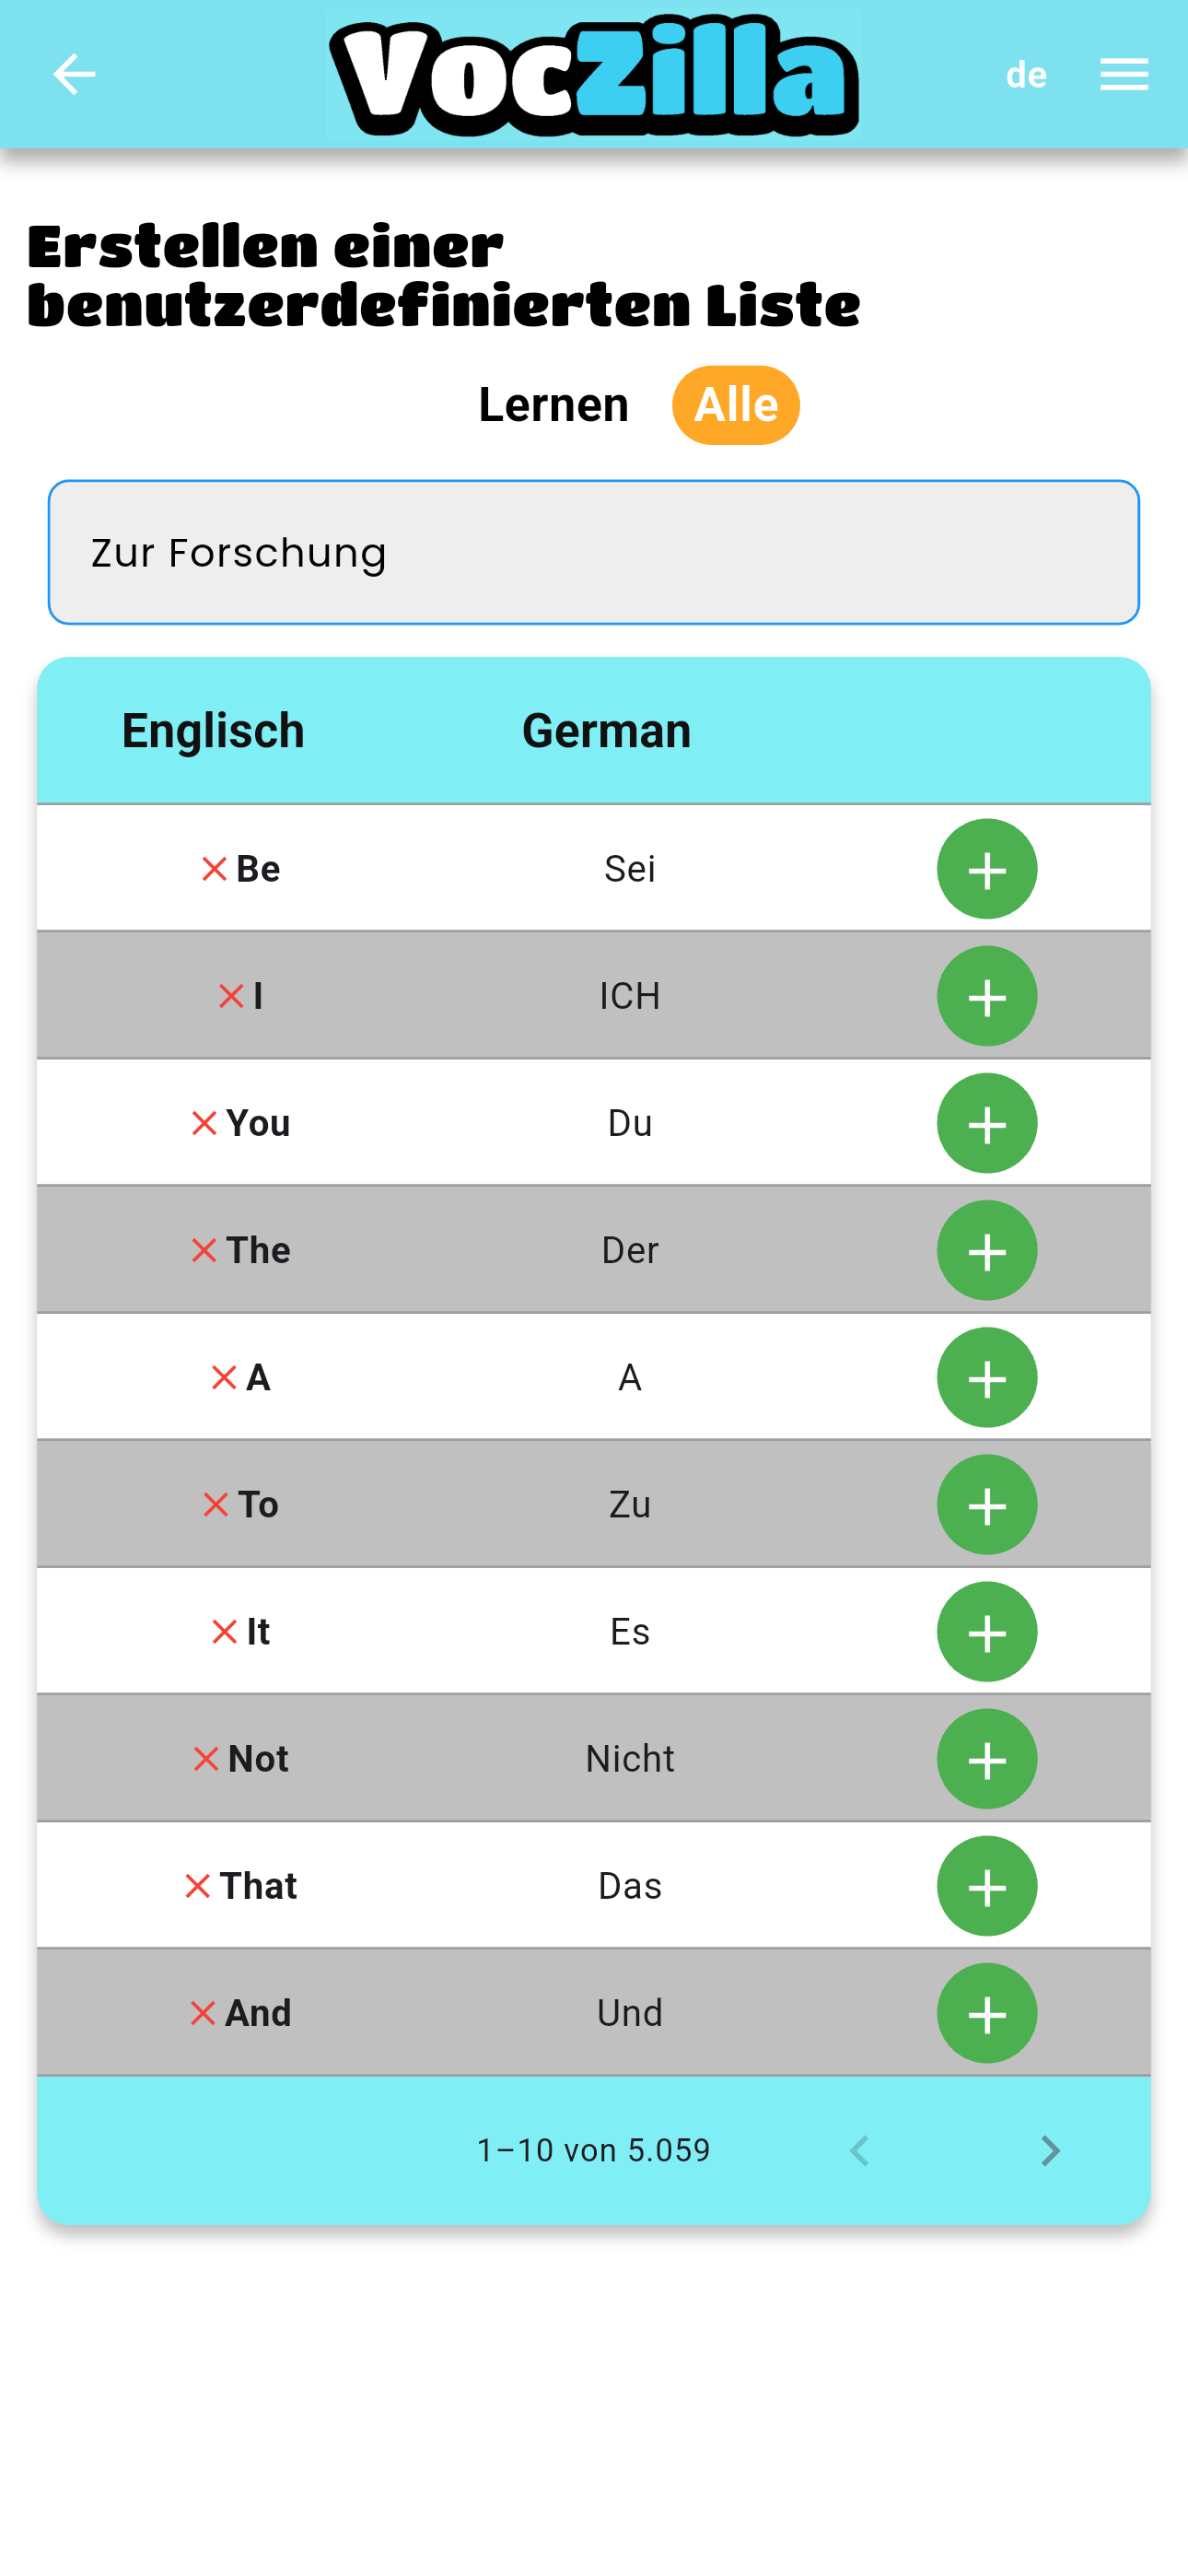 VocZilla
de
Erstellen einer
benutzerdefinierten Liste
Lernen Alle
Zur Forschung
Englisch German
Be Sei
I ICH
You Du
The Der
A A
To Zu
It Es
Not Nicht
That Das
And Und
1–10 von 5.059